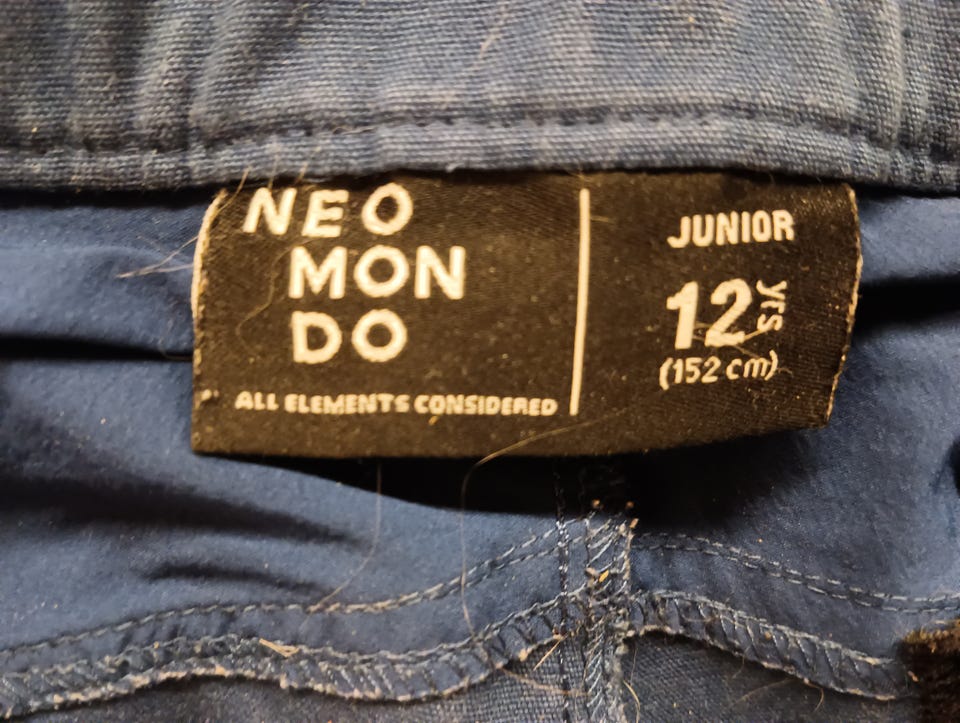 NEO
MON
DO
ALL ELEMENTS CONSIDERED
JUNIOR
12 yrs
(152 cm)